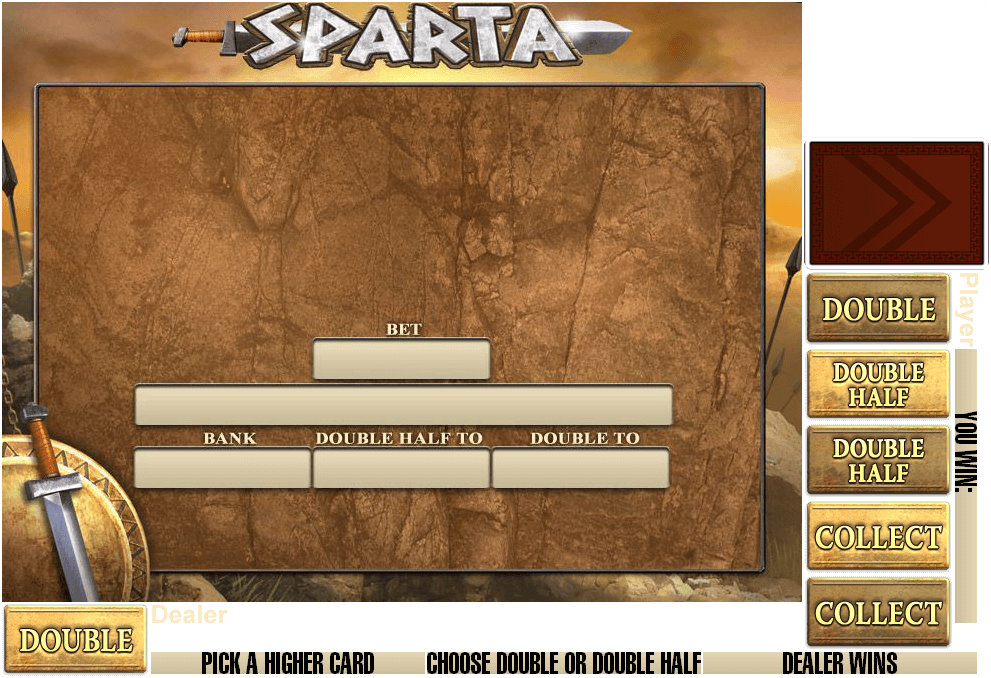 SPARTA
BET
BANK
DOUBLE HALF TO
DOUBLE TO
DOUBLE
Player
DOUBLE
HALF
DOUBLE
HALF
YOU WIN:
COLLECT
COLLECT
DOUBLE
Dealer
PICK A HIGHER CARD
CHOOSE DOUBLE OR DOUBLE HALF
DEALER WINS